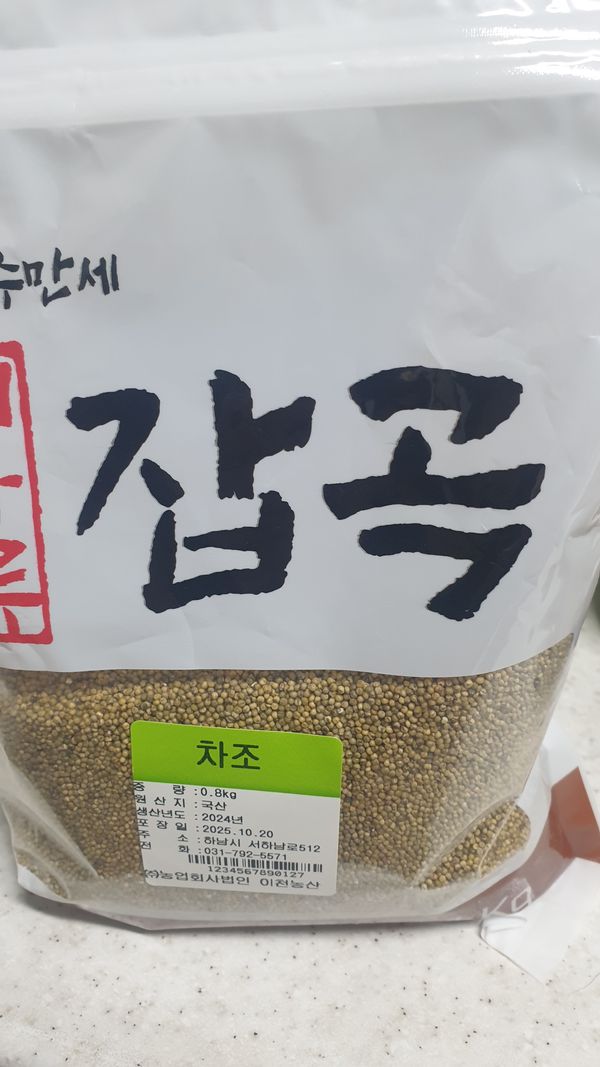 만세
잡곡
차조
중 량 : 0.8kg
원 산 지 : 국산
생산년도 : 2024년
포 장 일 : 2025.10.20
주 소 : 하남시 서하남로512
전 화 : 031-792-5571
1234567890127
㈜농업회사법인 이천농산